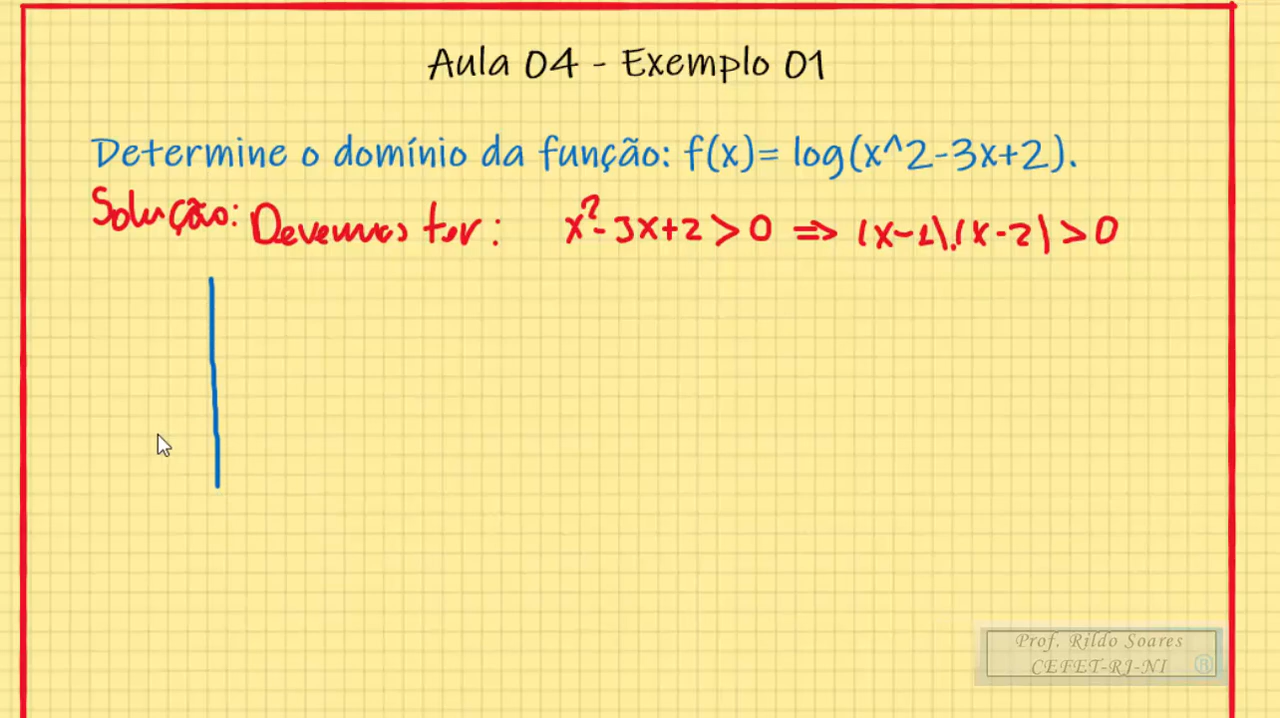 Aula 04 - Exemplo 01
Determine o domínio da função: f(x)= log(x^2-3x+2).
Solução: Devemos ter: x²-3x+2>0 ⇒ (x-1).(x-2)>0
Prof. Rildo Soares
CEFET-RJ-NI ®